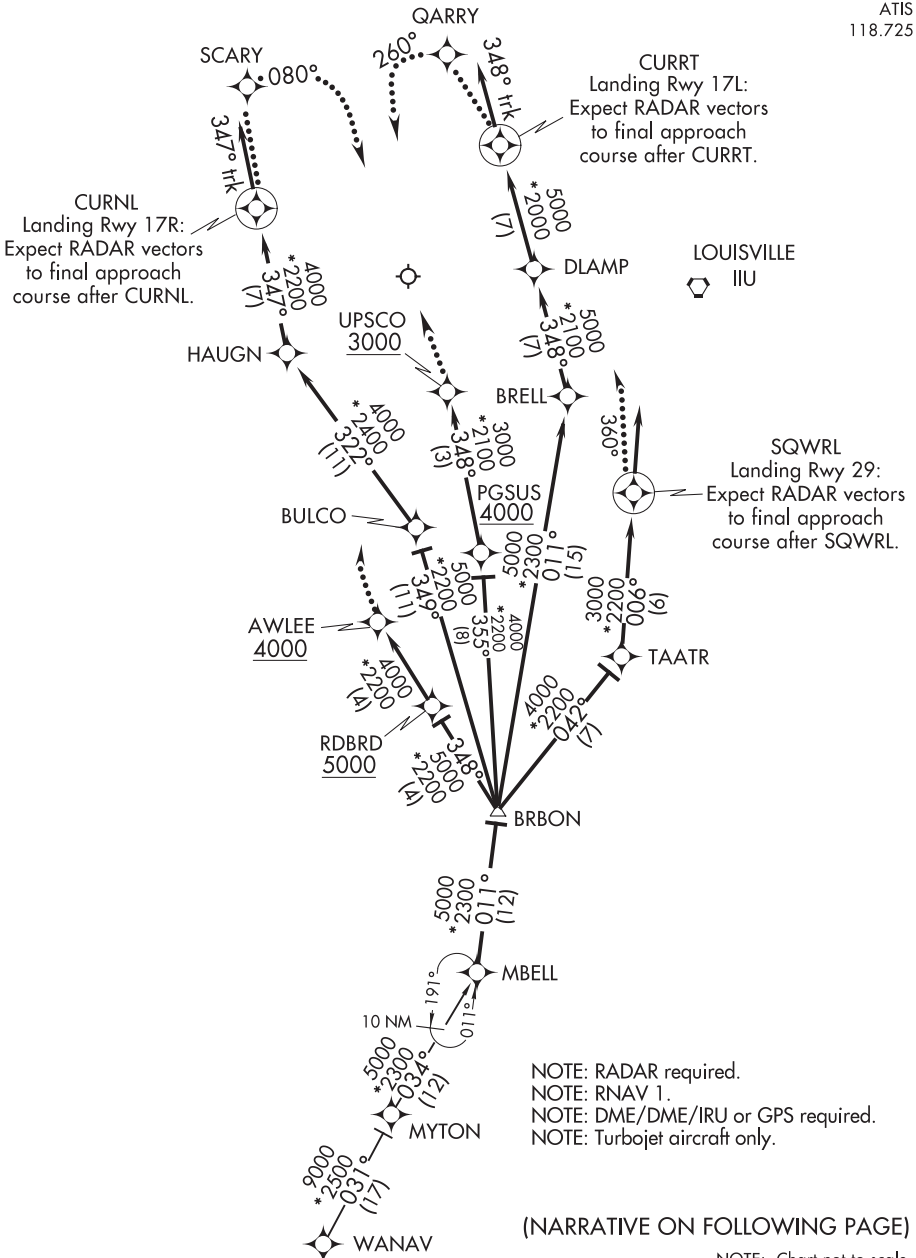 ATIS
118.725
QARRY
260°
348° trk
SCARY
080°
347° trk
CURRT
Landing Rwy 17L:
Expect RADAR vectors
to final approach
course after CURRT.
CURNL
Landing Rwy 17R:
Expect RADAR vectors
to final approach
course after CURNL.
5000
*2000
(7)
DLAMP
LOUISVILLE
IIU
4000
*2200
347°
(7)
HAUGN
UPSCO
3000
5000
*2100
348°
(7)
BRELL
4000
*2400
322°
(11)
3000
*2100
348°
(3)
360°
SQWRL
Landing Rwy 29:
Expect RADAR vectors
to final approach
course after SQWRL.
BULCO
PGSUS
4000
5000
*2300
011°
(15)
5000
*2200
349°
(11)
4000
*2200
355°
(8)
3000
*2200
006°
(9)
AWLEE
4000
4000
*2200
(4)
TAATR
RDBRD
5000
348°
5000
*2200
(4)
4000
*2200
042°
(7)
BRBON
5000
*2300
011°
(12)
MBELL
191°
011°
10 NM
5000
*2300
034°
(12)
MYTON
NOTE: RADAR required.
NOTE: RNAV 1.
NOTE: DME/DME/IRU or GPS required.
NOTE: Turbojet aircraft only.
9000
*2500
031°
(17)
WANAV
(NARRATIVE ON FOLLOWING PAGE)
NOTE: Chart not to scale.